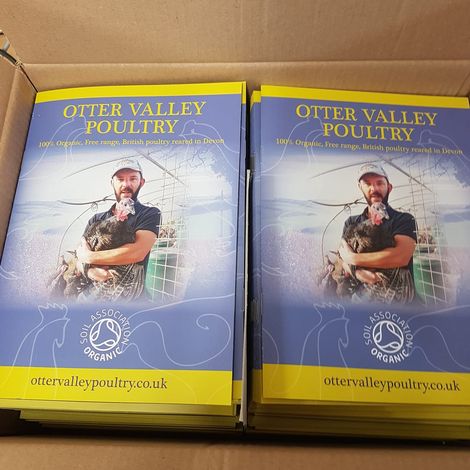 OTTER VALLEY
POULTRY
100% Organic, Free range, British poultry reared in Devon
SOIL ASSOCIATION
ORGANIC
ottervalleypoultry.co.uk
OTTER VALLEY
POULTRY
100% Organic, Free range, British poultry reared in Devon
SOIL ASSOCIATION
ORGANIC
ottervalleypoultry.co.uk